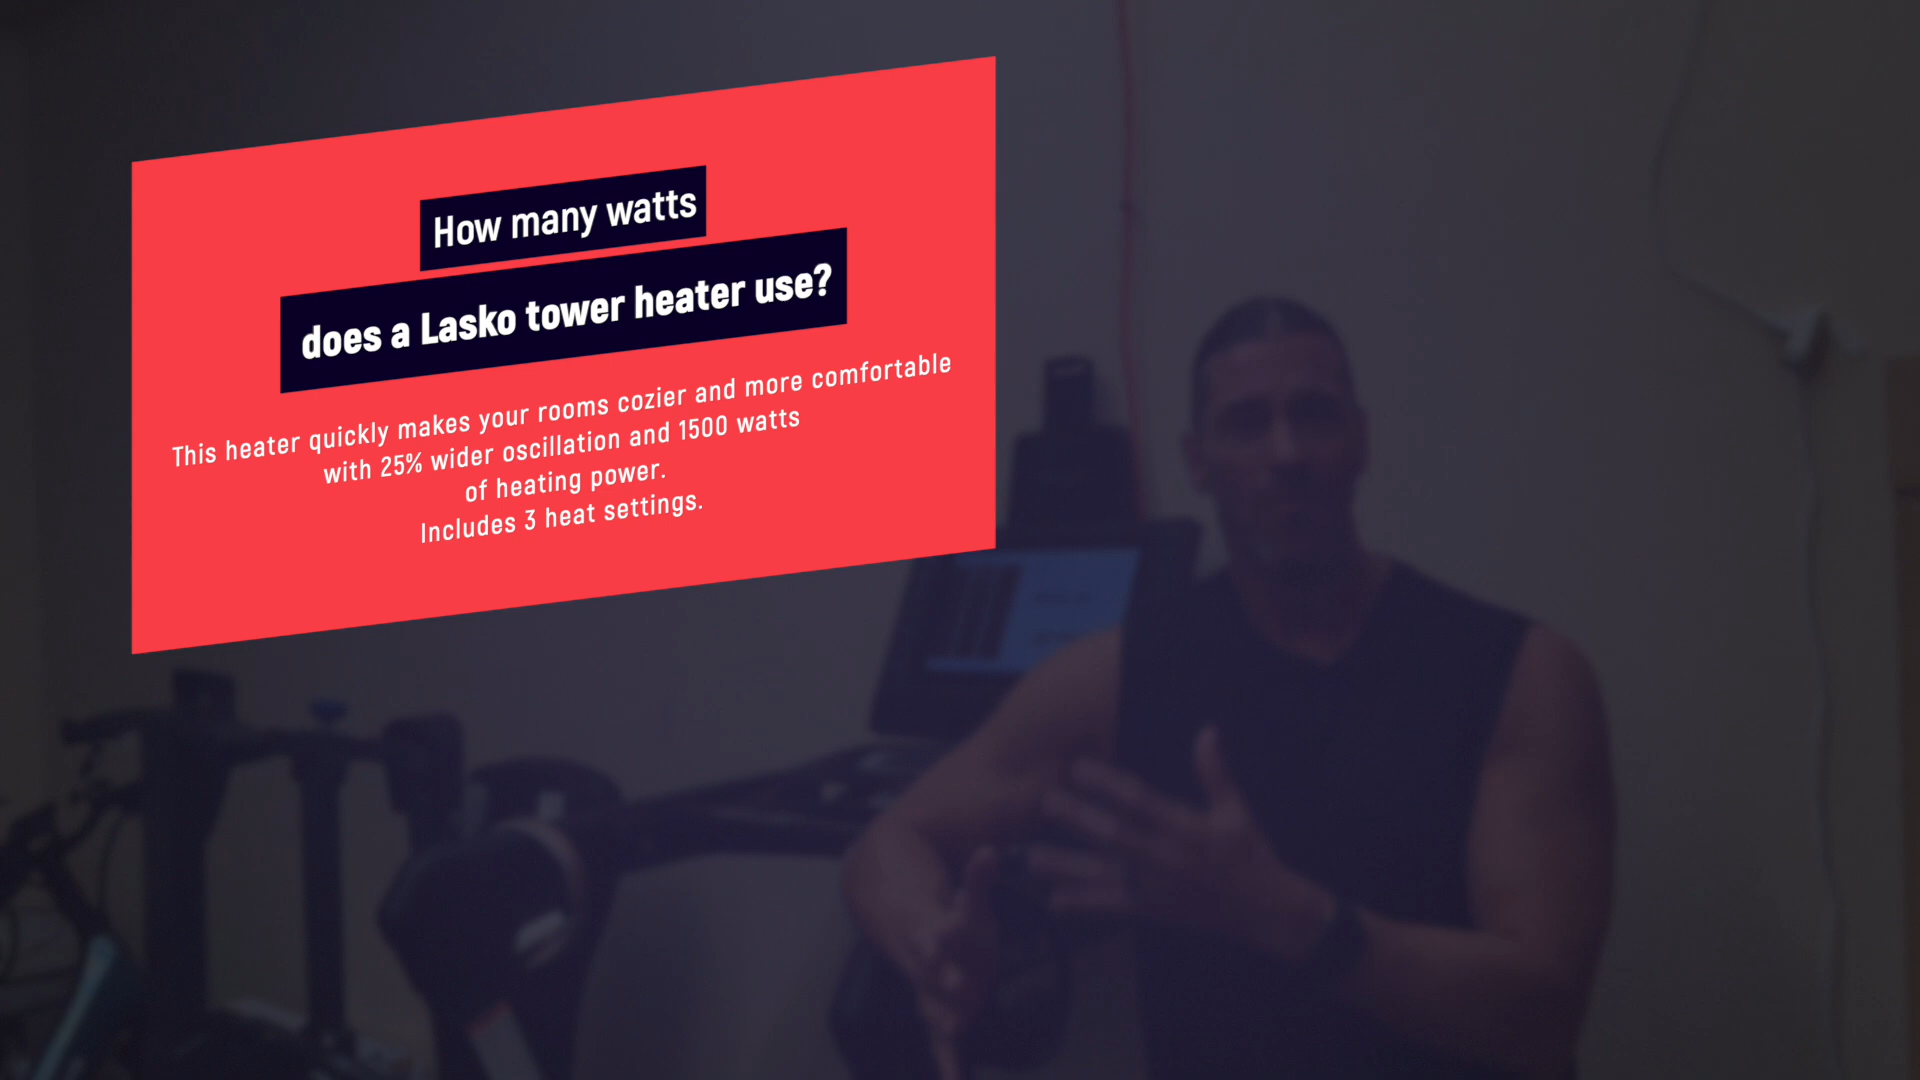 How many watts
does a Lasko tower heater use?
This heater quickly makes your rooms cozier and more comfortable
with 25% wider oscillation and 1500 watts
of heating power.
Includes 3 heat settings.